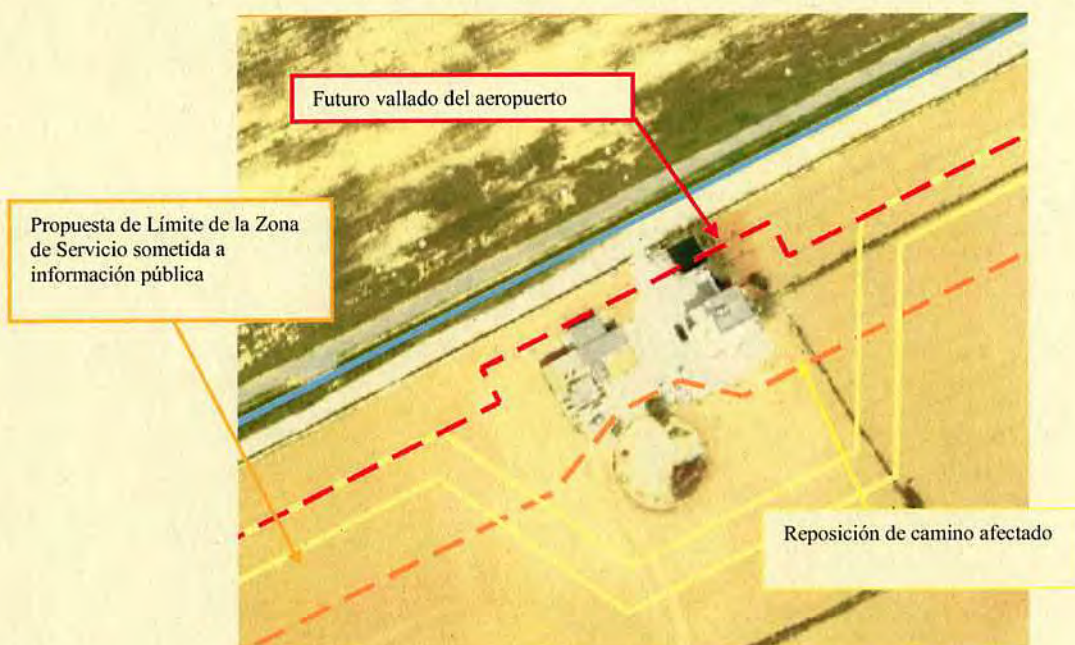 Futuro vallado del aeropuerto
Propuesta de Límite de la Zona
de Servicio sometida a
información pública
Reposición de camino afectado